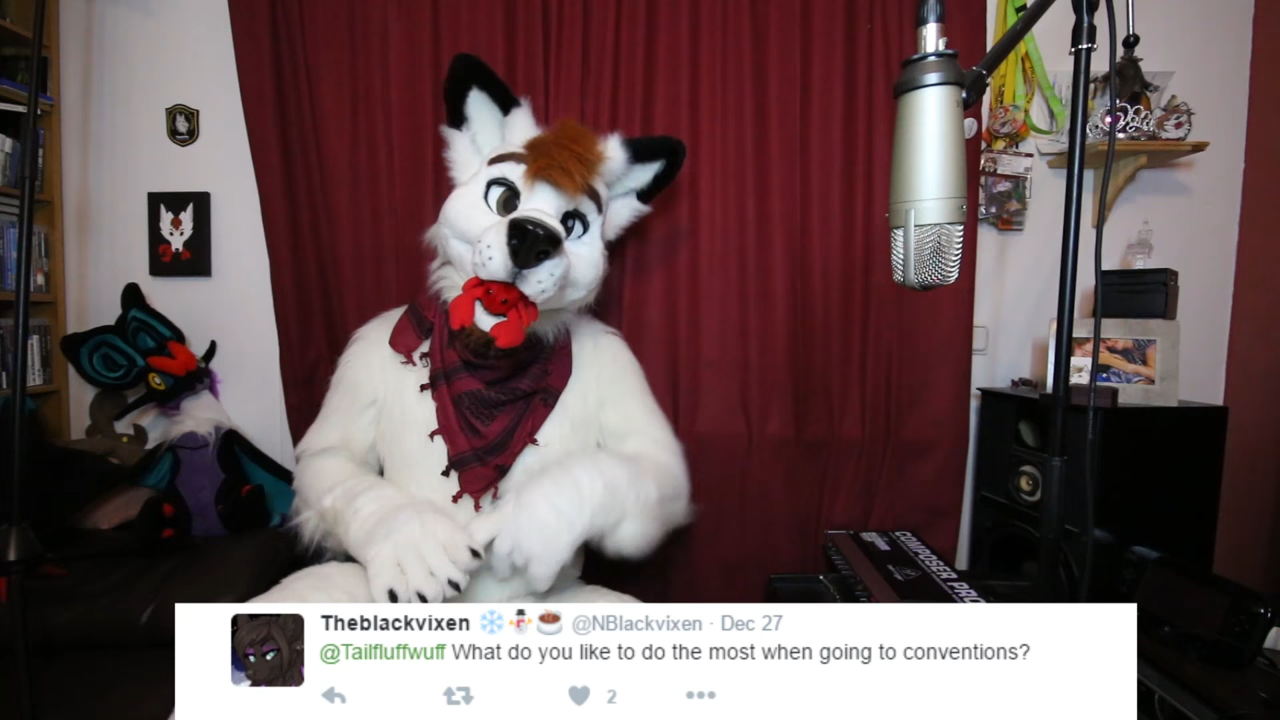 COMPOSER PRO
Theblackvixen @NBlackvixen · Dec 27
@Tailfluffwuff What do you like to do the most when going to conventions?
2